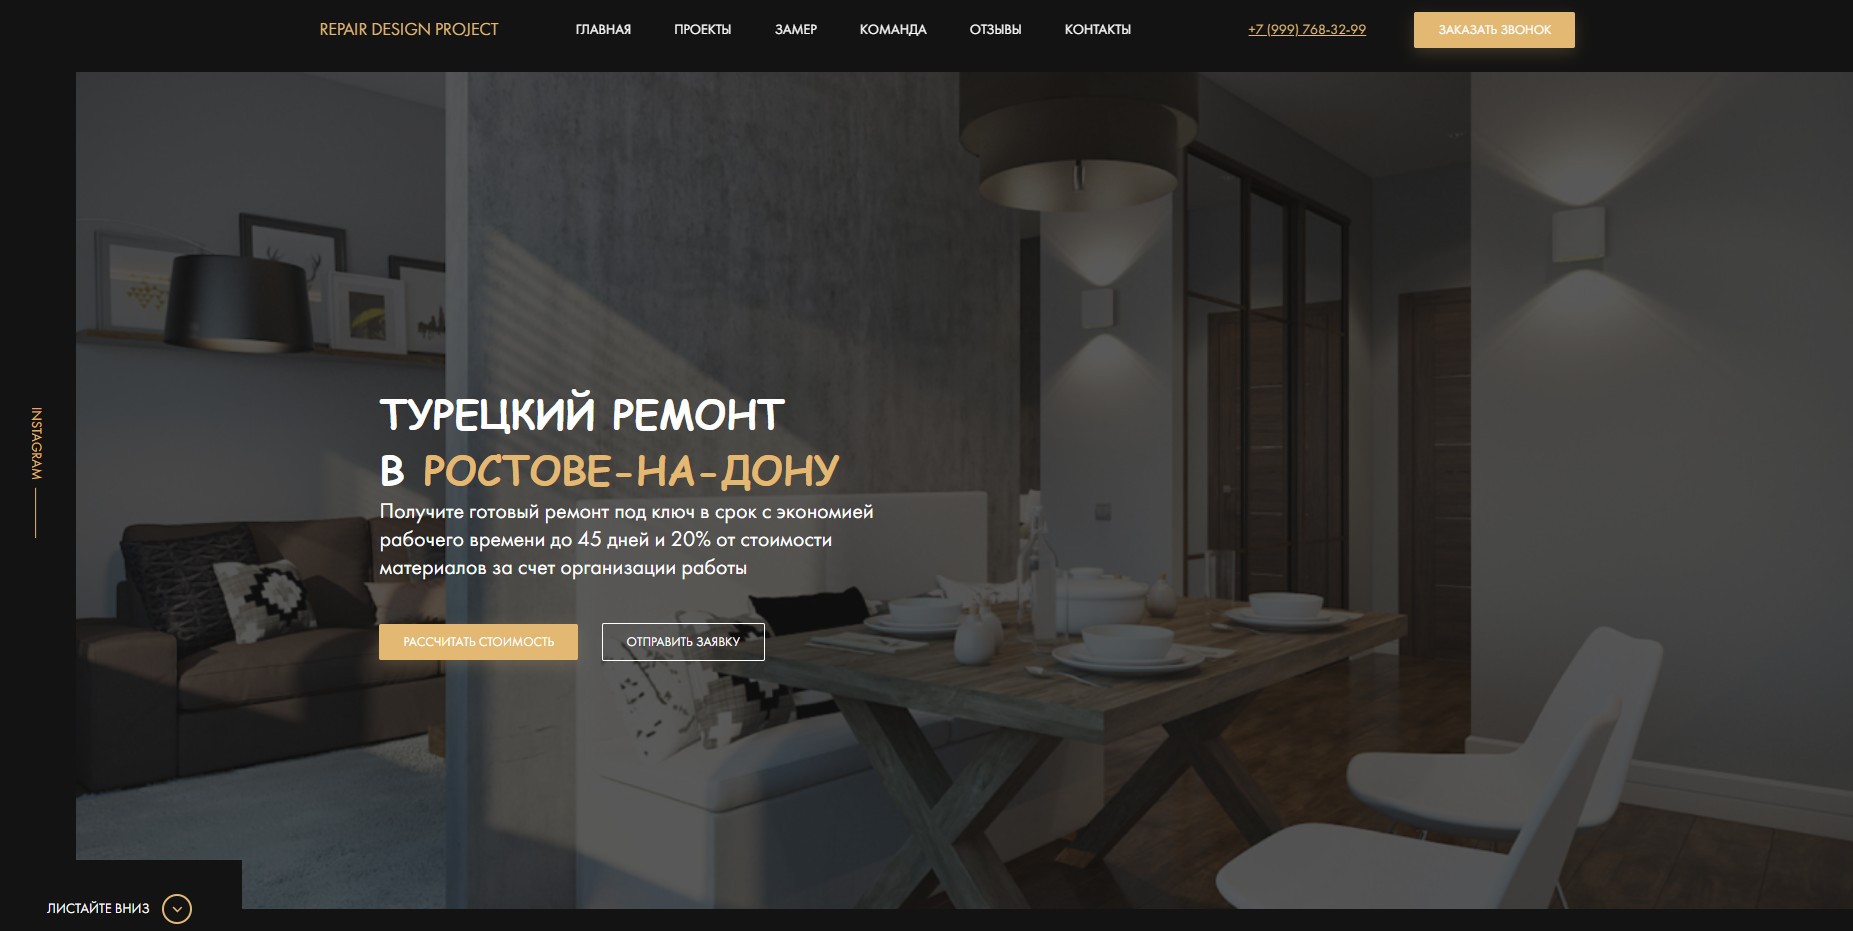 REPAIR DESIGN PROJECT
ГЛАВНАЯ
ПРОЕКТЫ
ЗАМЕР
КОМАНДА
ОТЗЫВЫ
КОНТАКТЫ
+7 (999) 768-32-99
ЗАКАЗАТЬ ЗВОНОК
INSTAGRAM
ТУРЕЦКИЙ РЕМОНТ
В РОСТОВЕ-НА-ДОНУ
Получите готовый ремонт под ключ в срок с экономией
рабочего времени до 45 дней и 20% от стоимости
материалов за счет организации работы
РАССЧИТАТЬ СТОИМОСТЬ
ОТПРАВИТЬ ЗАЯВКУ
ЛИСТАЙТЕ ВНИЗ